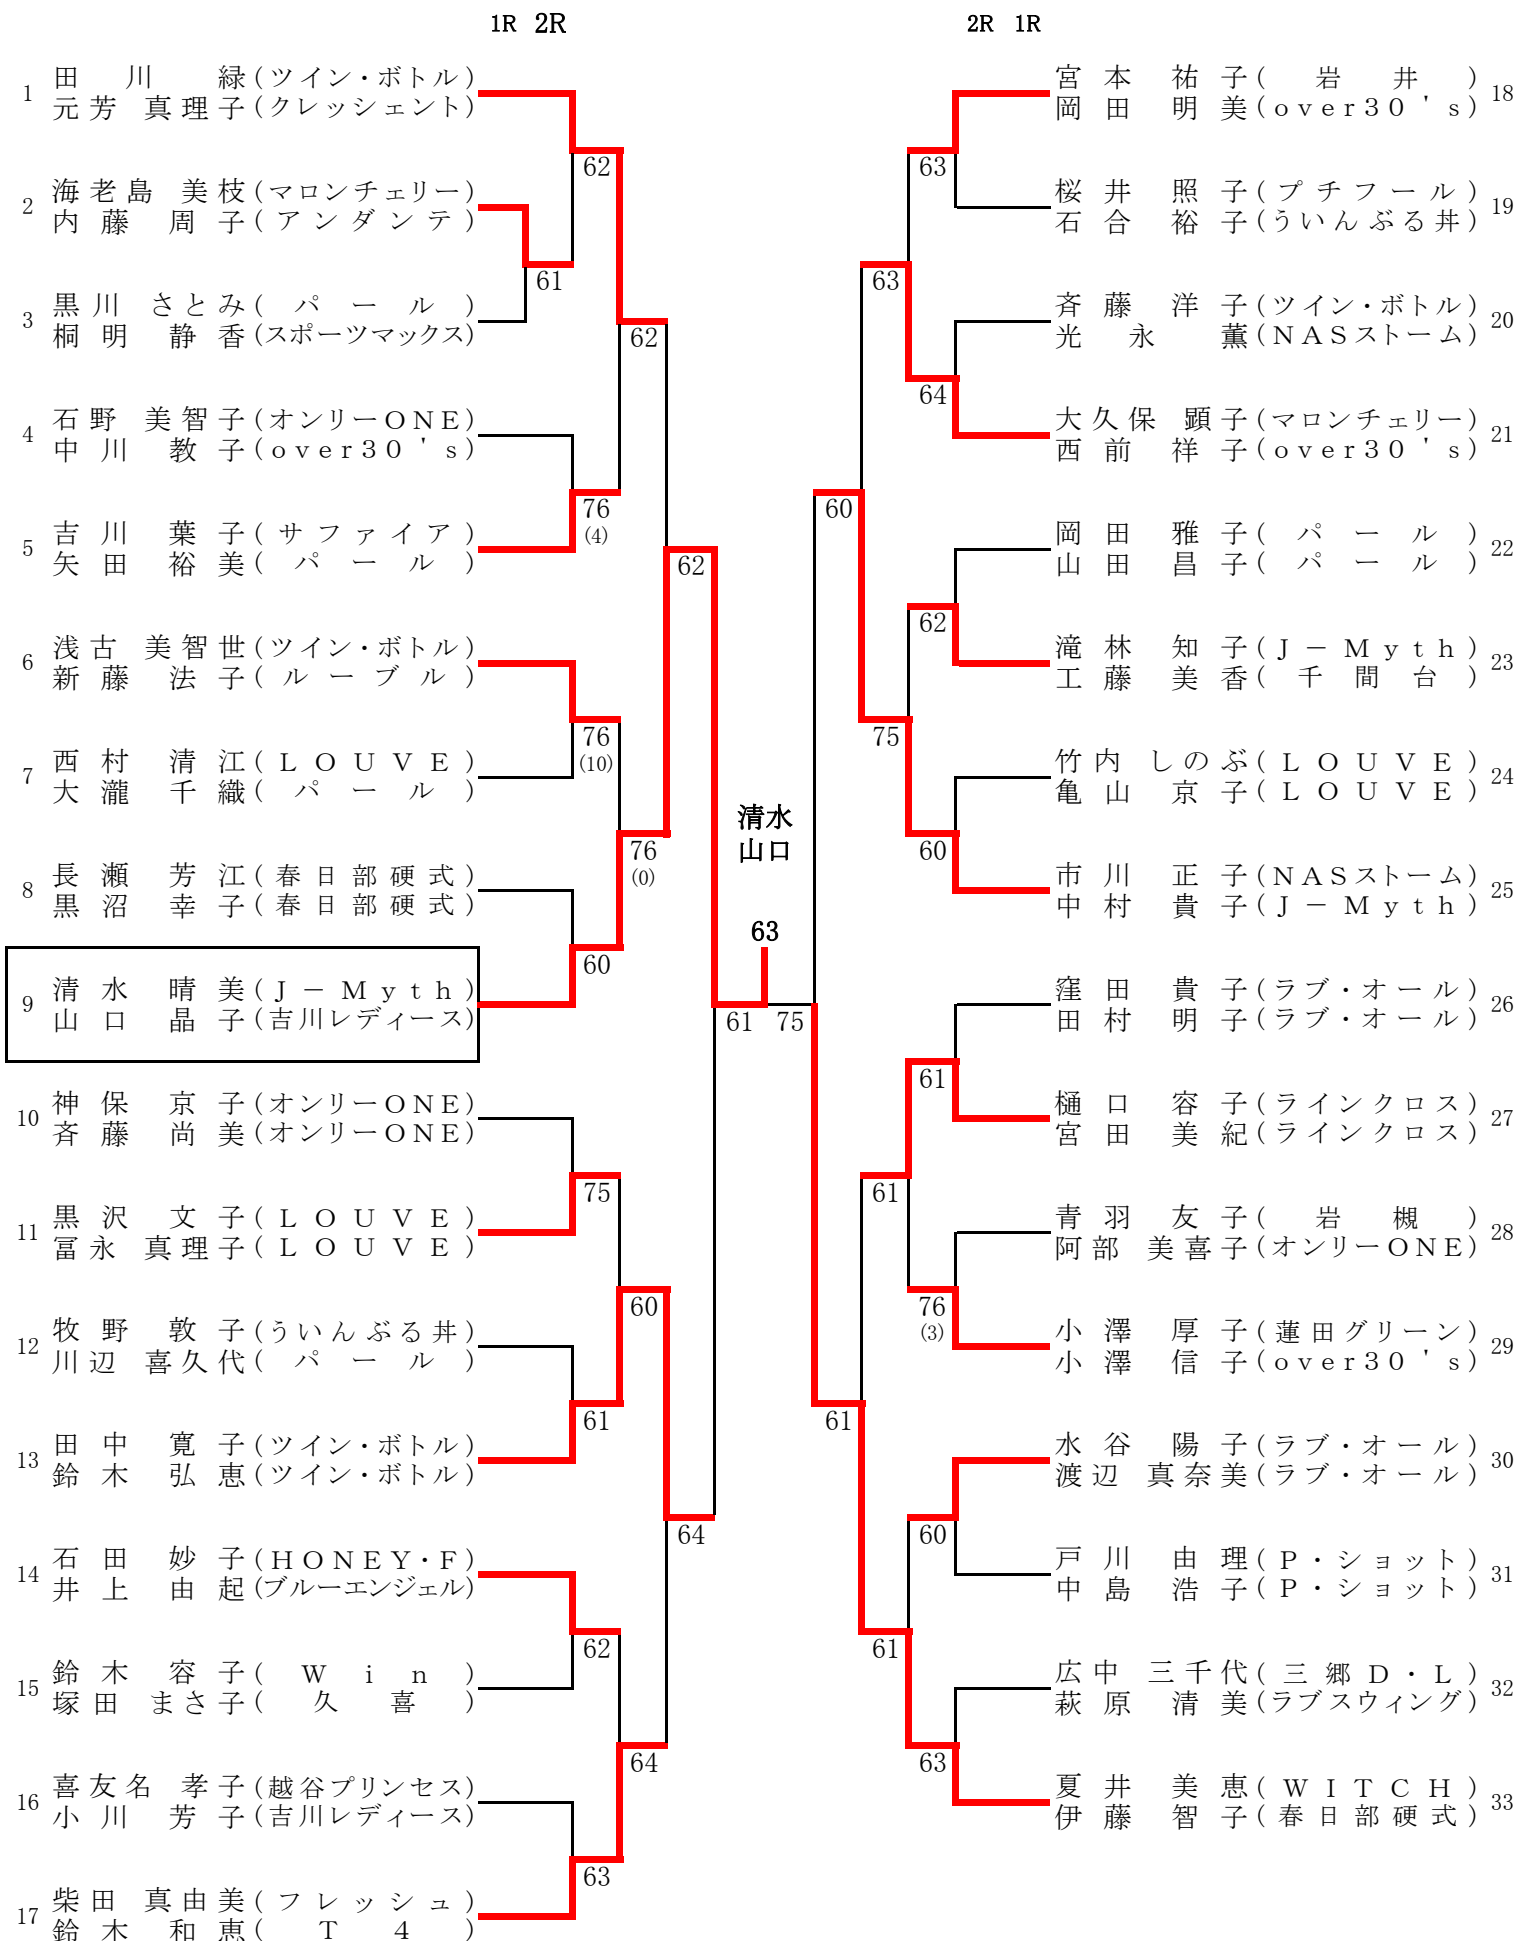 1R 2R
1 田川 緑(ツイン・ボトル)
元芳 真理子(クレッシェント)
62
2 海老島 美枝(マロンチェリー)
内藤 周子(アンダンテ)
61
3 黒川 さとみ(パール)
桐明 静香(スポーツマックス)
62
4 石野 美智子(オンリーONE)
中川 教子(over30's)
76
(4)
5 吉川 葉子(サファイア)
矢田 裕美(パール)
62
6 浅古 美智世(ツイン・ボトル)
新藤 法子(ルーブル)
76
(10)
7 西村 清江(LOUVE)
大瀧 千織(パール)
76
(0)
8 長瀬 芳江(春日部硬式)
黒沼 幸子(春日部硬式)
60
9 清水 晴美(J-Myth)
山口 晶子(吉川レディース)
61
10 神保 京子(オンリーONE)
斉藤 尚美(オンリーONE)
75
11 黒沢 文子(LOUVE)
冨永 真理子(LOUVE)
60
12 牧野 敦子(ういんぶる丼)
川辺 喜久代(パール)
61
13 田中 寛子(ツイン・ボトル)
鈴木 弘恵(ツイン・ボトル)
64
14 石田 妙子(HONEY・F)
井上 由起(ブルーエンジェル)
62
15 鈴木 容子(Win)
塚田 まさ子(久喜)
64
16 喜友名 孝子(越谷プリンセス)
小川 芳子(吉川レディース)
63
17 柴田 真由美(フレッシュ)
鈴木 和恵(T4)
清水
山口
63
2R 1R
宮本 祐子(岩井) 18
岡田 明美(over30's)
63
桜井 照子(プチフール) 19
石合 裕子(ういんぶる丼)
63
斉藤 洋子(ツイン・ボトル) 20
光永 薫(NASストーム)
64
大久保 顕子(マロンチェリー) 21
西前 祥子(over30's)
60
岡田 雅子(パール) 22
山田 昌子(パール)
62
滝林 知子(J-Myth) 23
工藤 美香(千間台)
75
竹内 しのぶ(LOUVE) 24
亀山 京子(LOUVE)
60
市川 正子(NASストーム) 25
中村 貴子(J-Myth)
75
窪田 貴子(ラブ・オール) 26
田村 明子(ラブ・オール)
61
樋口 容子(ラインクロス) 27
宮田 美紀(ラインクロス)
61
青羽 友子(岩槻) 28
阿部 美喜子(オンリーONE)
76
(3)
小澤 厚子(蓮田グリーン) 29
小澤 信子(over30's)
61
水谷 陽子(ラブ・オール) 30
渡辺 真奈美(ラブ・オール)
60
戸川 由理(P・ショット) 31
中島 浩子(P・ショット)
61
広中 三千代(三郷D・L) 32
萩原 清美(ラブスウィング)
63
夏井 美恵(WITCH) 33
伊藤 智子(春日部硬式)